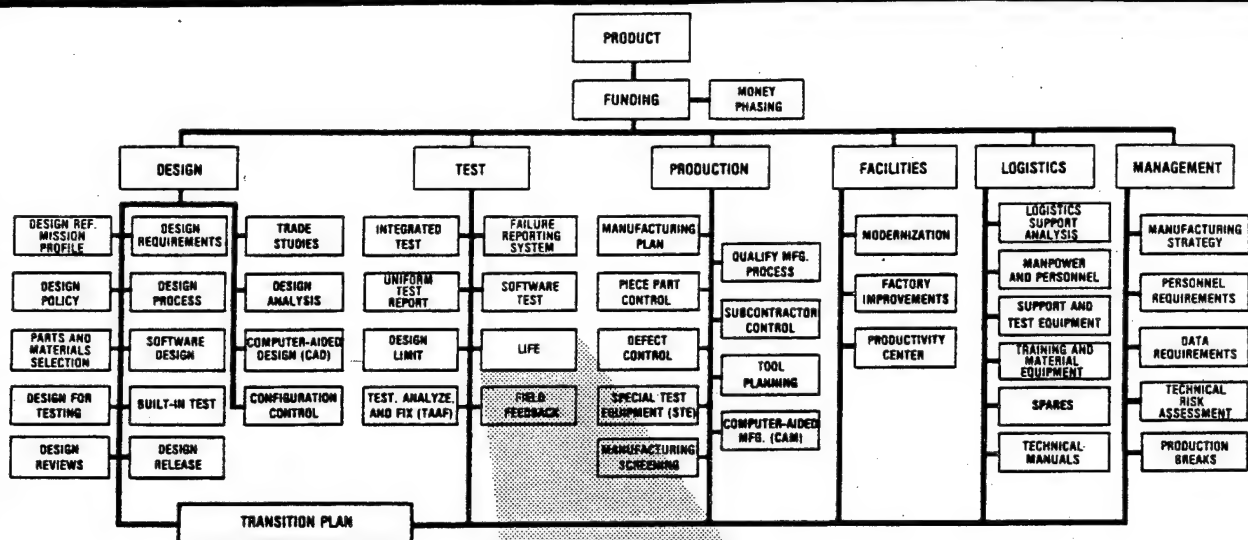 PRODUCT
FUNDING
MONEY
PHASING
DESIGN
TEST
PRODUCTION
FACILITIES
LOGISTICS
MANAGEMENT
DESIGN REF.
MISSION
PROFILE
DESIGN
REQUIREMENTS
TRADE
STUDIES
DESIGN
POLICY
DESIGN
PROCESS
DESIGN
ANALYSIS
PARTS AND
MATERIALS
SELECTION
SOFTWARE
DESIGN
COMPUTER-AIDED
DESIGN (CAD)
DESIGN FOR
TESTING
BUILT-IN TEST
CONFIGURATION
CONTROL
DESIGN
REVIEWS
DESIGN
RELEASE
INTEGRATED
TEST
FAILURE
REPORTING
SYSTEM
UNIFORM
TEST
REPORT
SOFTWARE
TEST
DESIGN
LIMIT
LIFE
TEST, ANALYZE,
AND FIX (TAAF)
FIELD
FEEDBACK
MANUFACTURING
PLAN
QUALIFY MFG.
PROCESS
PIECE PART
CONTROL
SUBCONTRACTOR
CONTROL
DEFECT
CONTROL
TOOL
PLANNING
SPECIAL TEST
EQUIPMENT (STE)
COMPUTER-AIDED
MFG. (CAM)
MANUFACTURING
SCREENING
MODERNIZATION
FACTORY
IMPROVEMENTS
PRODUCTIVITY
CENTER
LOGISTICS
SUPPORT
ANALYSIS
MANPOWER
AND PERSONNEL
SUPPORT AND
TEST EQUIPMENT
TRAINING AND
MATERIAL
EQUIPMENT
SPARES
TECHNICAL
MANUALS
MANUFACTURING
STRATEGY
PERSONNEL
REQUIREMENTS
DATA
REQUIREMENTS
TECHNICAL
RISK
ASSESSMENT
PRODUCTION
BREAKS
TRANSITION PLAN